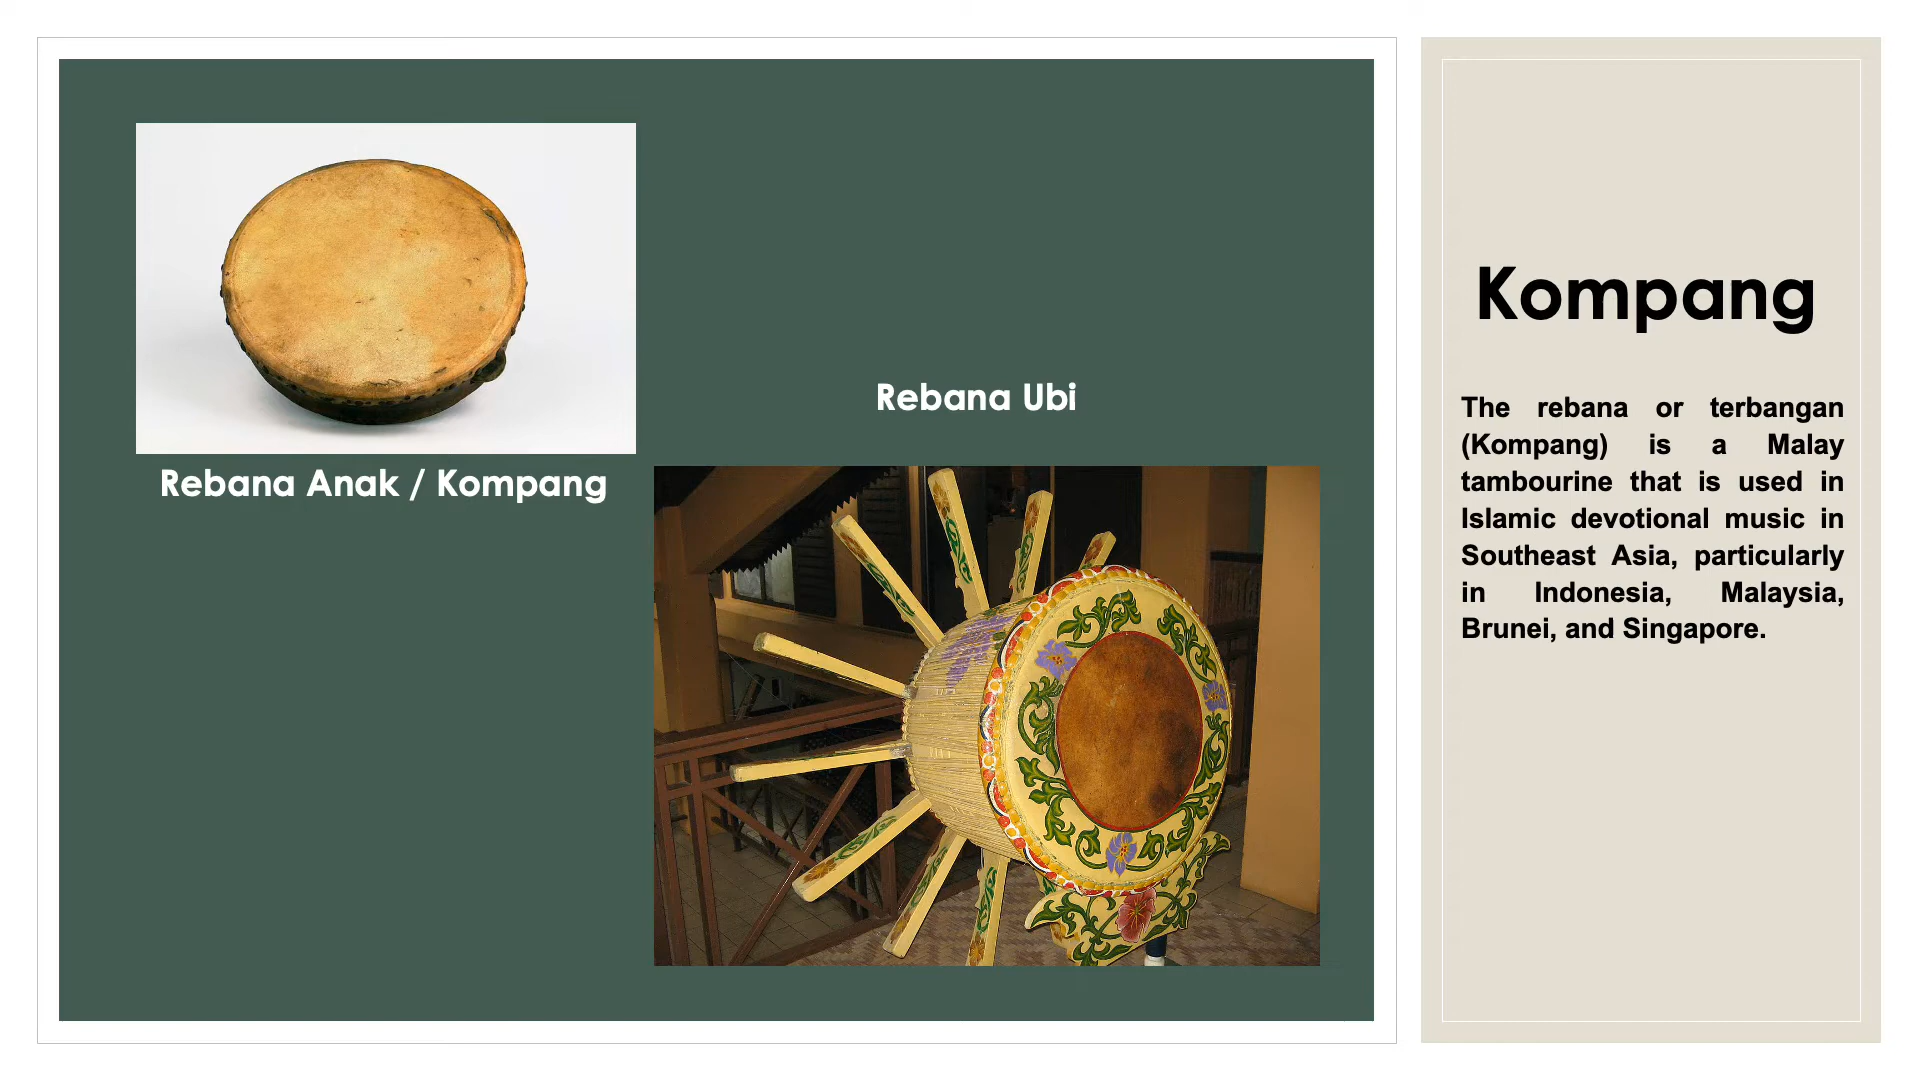 Rebana Anak / Kompang
Rebana Ubi
Kompang
The rebana or terbangan
(Kompang) is a Malay
tambourine that is used in
Islamic devotional music in
Southeast Asia, particularly
in Indonesia, Malaysia,
Brunei, and Singapore.